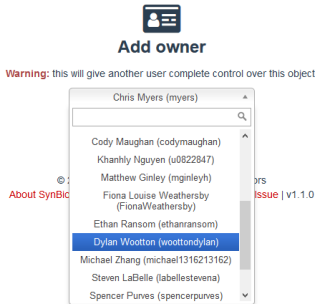 Add owner
Warning: this will give another user complete control over this object
Chris Myers (myers)
Cody Maughan (codymaughan)
Khanhly Nguyen (u0822847)
Matthew Ginley (mginleyh)
Fiona Louise Weathersby
(FionaWeathersby)
Ethan Ransom (ethanransom)
Dylan Wootton (woottondylan)
Michael Zhang (michael1316213162)
Steven LaBelle (labellestevena)
Spencer Purves (spencerpurves)
©
ors
About SynBio
Issue | v1.1.0